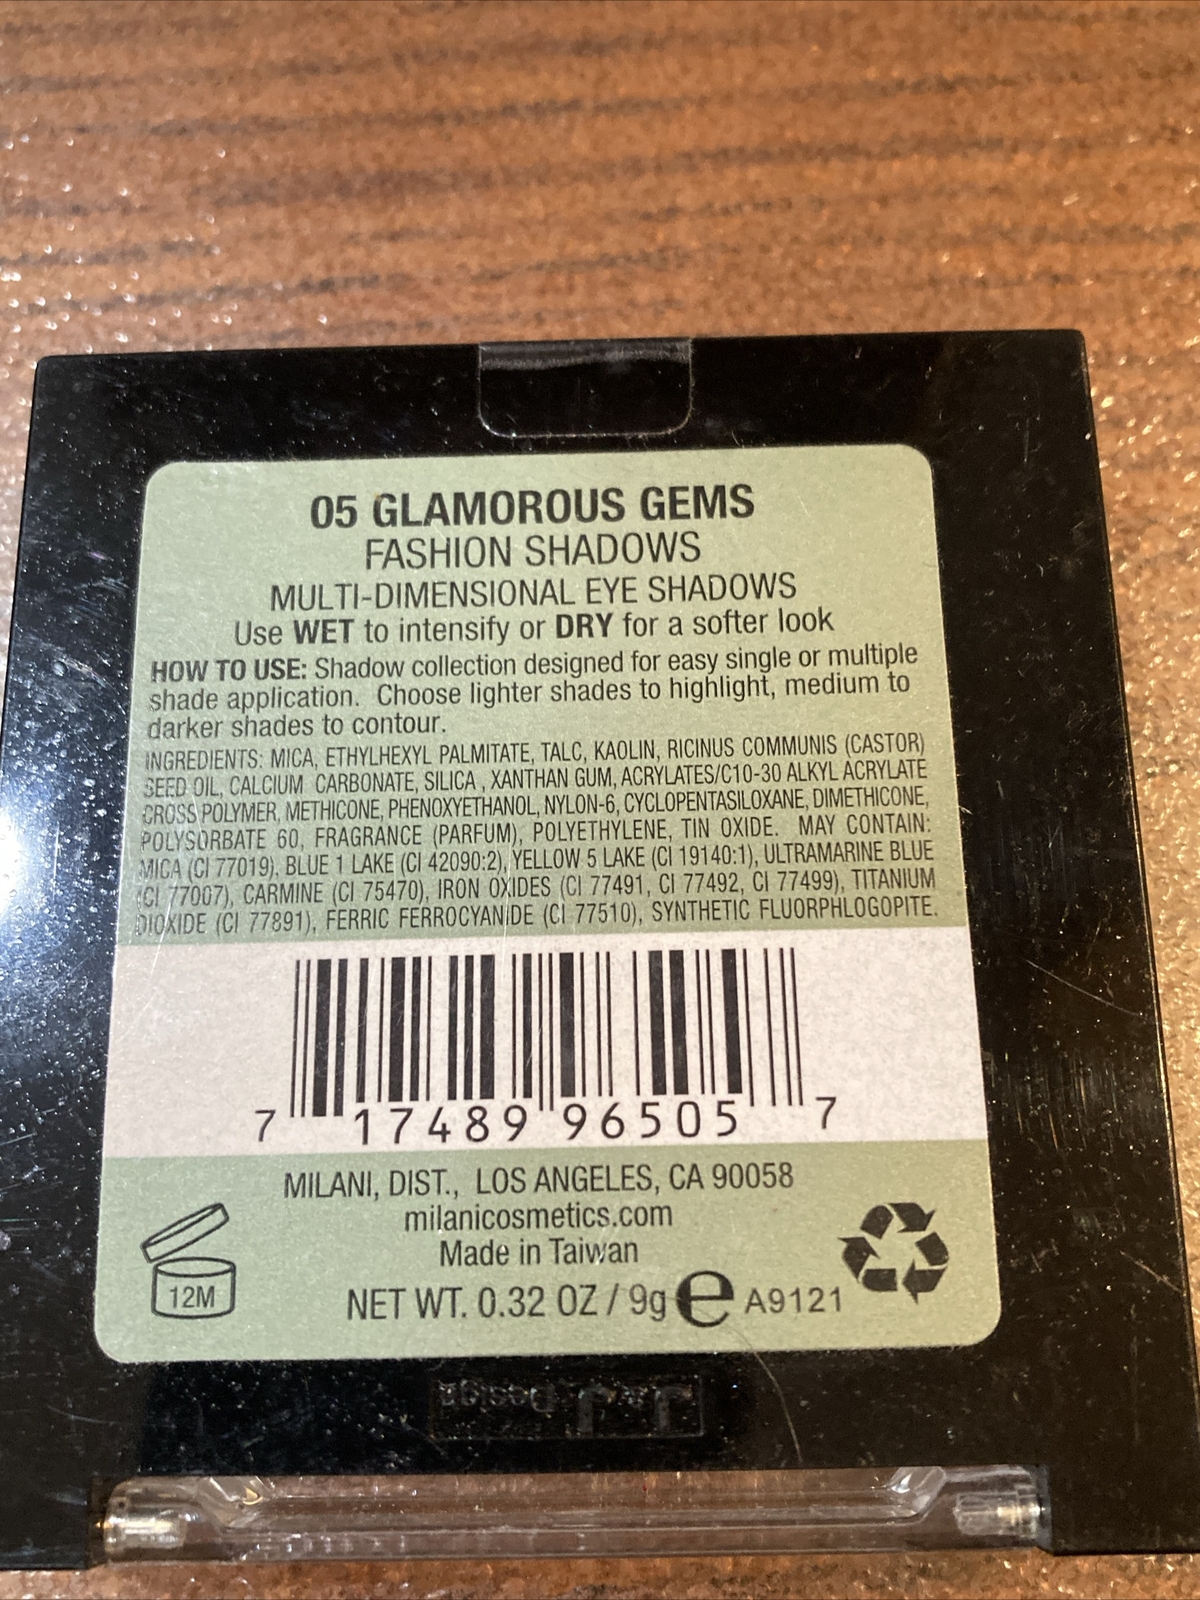 05 GLAMOROUS GEMS
FASHION SHADOWS
MULTI-DIMENSIONAL EYE SHADOWS
Use WET to intensify or DRY for a softer look
HOW TO USE: Shadow collection designed for easy single or multiple
shade application. Choose lighter shades to highlight, medium to
darker shades to contour.
INGREDIENTS: MICA, ETHYLHEXYL PALMITATE, TALC, KAOLIN, RICINUS COMMUNIS (CASTOR)
SEED OIL, CALCIUM CARBONATE, SILICA , XANTHAN GUM, ACRYLATES/C10-30 ALKYL ACRYLATE
CROSS POLYMER, METHICONE, PHENOXYETHANOL, NYLON-6, CYCLOPENTASILOXANE, DIMETHICONE,
POLYSORBATE 60, FRAGRANCE (PARFUM), POLYETHYLENE, TIN OXIDE. MAY CONTAIN:
MICA (CI 77019), BLUE 1 LAKE (CI 42090:2), YELLOW 5 LAKE (CI 19140:1), ULTRAMARINE BLUE
(CI 77007), CARMINE (CI 75470), IRON OXIDES (CI 77491, CI 77492, CI 77499), TITANIUM
DIOXIDE (CI 77891), FERRIC FERROCYANIDE (CI 77510), SYNTHETIC FLUORPHLOGOPITE.
7 17489 96505 7
MILANI, DIST., LOS ANGELES, CA 90058
milanicosmetics.com
Made in Taiwan
12M
NET WT. 0.32 OZ / 9g e A9121
Design